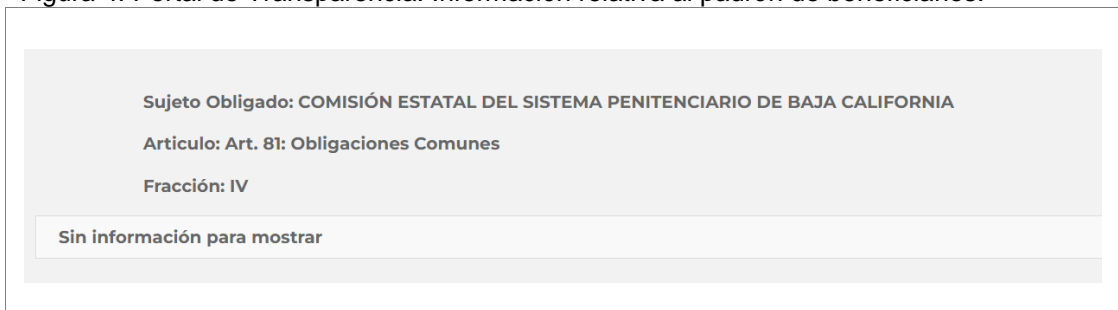 Figura 4. Portal de Transparencia. Información relativa al padrón de beneficiarios.
Sujeto Obligado: COMISIÓN ESTATAL DEL SISTEMA PENITENCIARIO DE BAJA CALIFORNIA
Articulo: Art. 81: Obligaciones Comunes
Fracción: IV
Sin información para mostrar